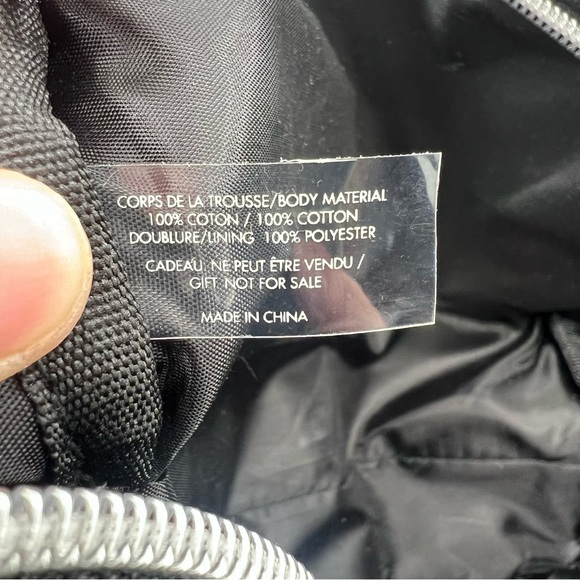 CORPS DE LA TROUSSE/BODY MATERIAL
100% COTON / 100% COTTON
DOUBLURE/LINING 100% POLYESTER
CADEAU NE PEUT ÊTRE VENDU /
GIFT NOT FOR SALE
MADE IN CHINA